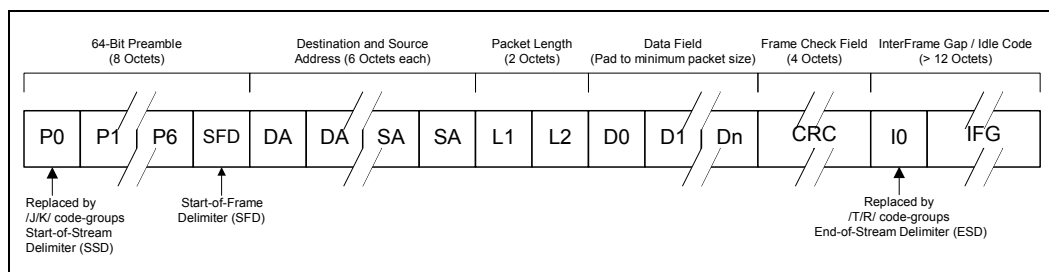 64-Bit Preamble
(8 Octets)
Destination and Source
Address (6 Octets each)
Packet Length
(2 Octets)
Data Field
(Pad to minimum packet size)
Frame Check Field
(4 Octets)
InterFrame Gap / Idle Code
(> 12 Octets)
P0 P1 P6 SFD DA DA SA SA L1 L2 D0 D1 Dn CRC I0 IFG
Replaced by
/J/K/ code-groups
Start-of-Stream
Delimiter (SSD)
Start-of-Frame
Delimiter (SFD)
Replaced by
/T/R/ code-groups
End-of-Stream Delimiter (ESD)